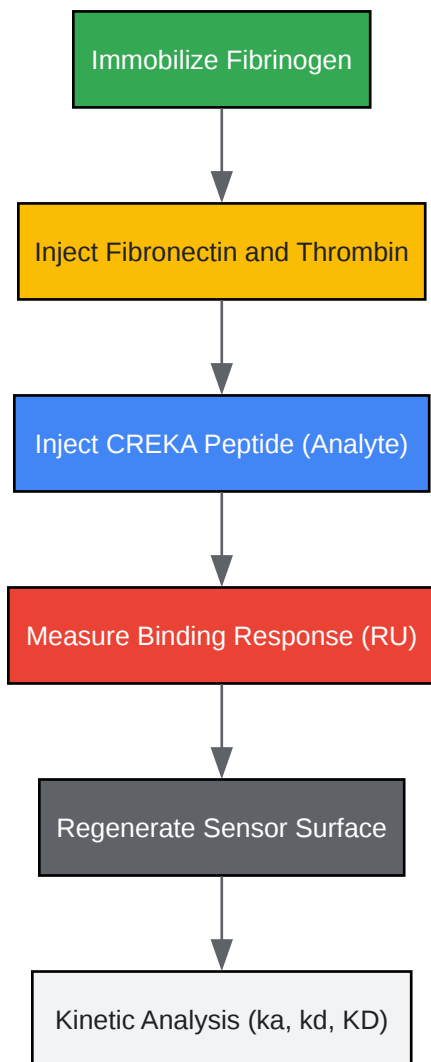 Immobilize Fibrinogen
Inject Fibronectin and Thrombin
Inject CREKA Peptide (Analyte)
Measure Binding Response (RU)
Regenerate Sensor Surface
Kinetic Analysis (ka, kd, KD)